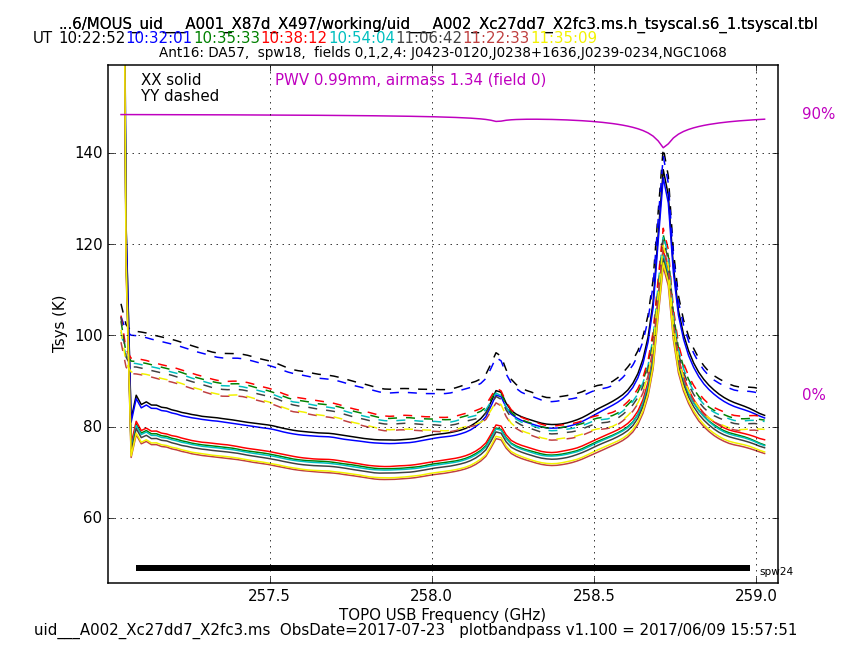 ...6/MOUS_uid___A001_X87d_X497/working/uid___A002_Xc27dd7_X2fc3.ms.h_tsyscal.s6_1.tsyscal.tbl
UT 10:22:52 10:32:01 10:35:33 10:38:12 10:54:04 11:06:42 11:22:33 11:35:09
Ant16: DA57,  spw18,  fields 0,1,2,4: J0423-0120,J0238+1636,J0239-0234,NGC1068
XX solid
YY dashed
PWV 0.99mm, airmass 1.34 (field 0)
90%
0%
140
120
100
80
60
Tsys (K)
spw24
257.5 258.0 258.5 259.0
TOPO USB Frequency (GHz)
uid___A002_Xc27dd7_X2fc3.ms  ObsDate=2017-07-23   plotbandpass v1.100 = 2017/06/09 15:57:51